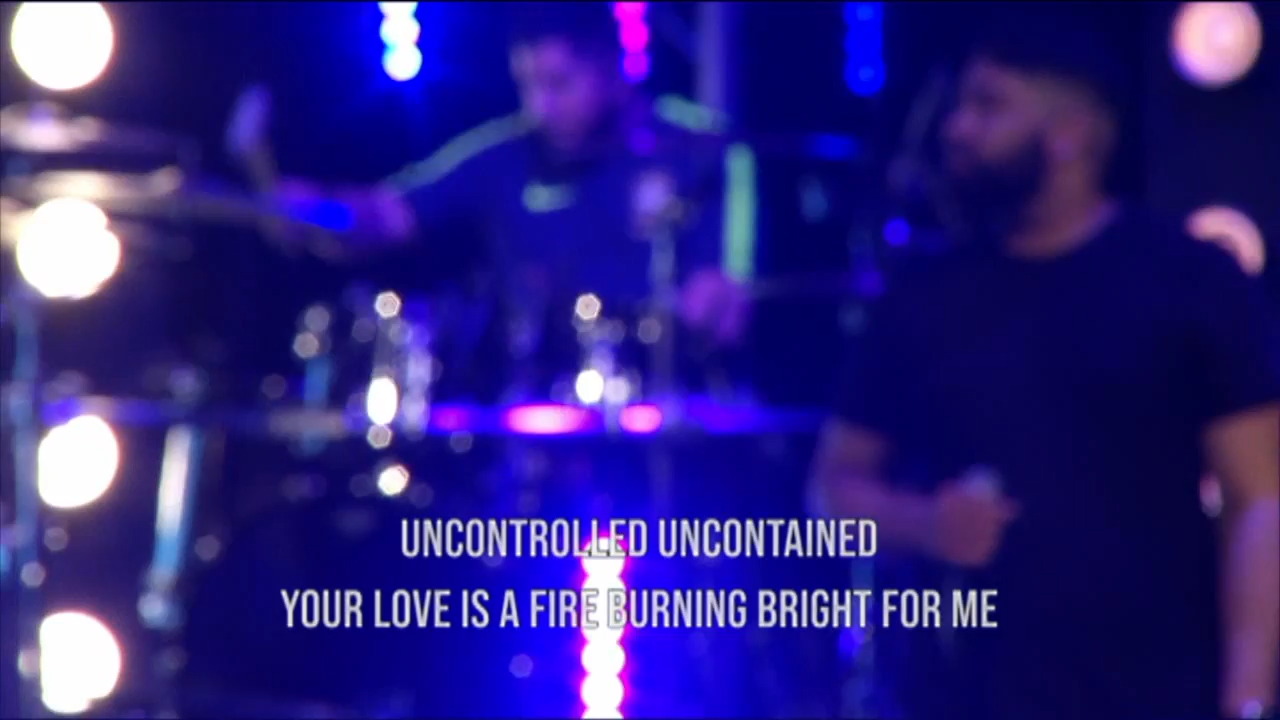 UNCONTROLLED UNCONTAINED
YOUR LOVE IS A FIRE BURNING BRIGHT FOR ME